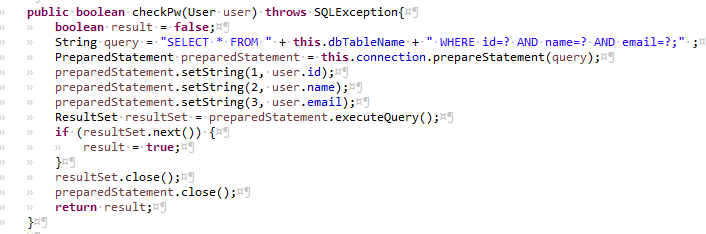 public boolean checkPw(User user) throws SQLException{
boolean result = false;
String query = "SELECT * FROM " + this.dbTableName + " WHERE id=? AND name=? AND email=?;" ;
PreparedStatement preparedStatement = this.connection.prepareStatement(query);
preparedStatement.setString(1, user.id);
preparedStatement.setString(2, user.name);
preparedStatement.setString(3, user.email);
ResultSet resultSet = preparedStatement.executeQuery();
if (resultSet.next()) {
result = true;
}
resultSet.close();
preparedStatement.close();
return result;
}